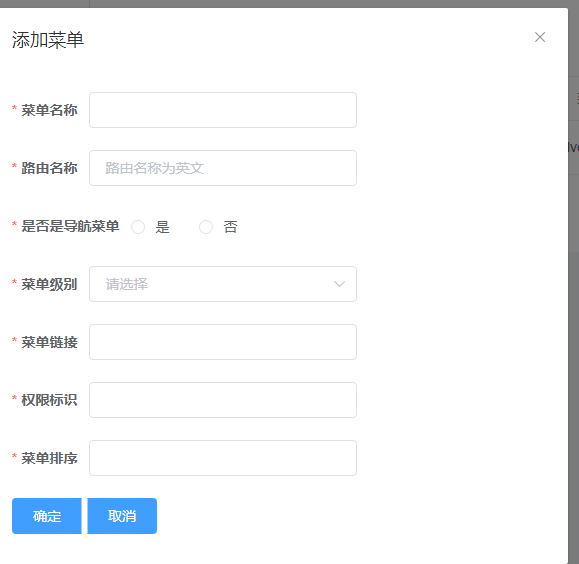 添加菜单
* 菜单名称
* 路由名称 路由名称为英文
* 是否是导航菜单 是 否
* 菜单级别 请选择
* 菜单链接
* 权限标识
* 菜单排序
确定 取消